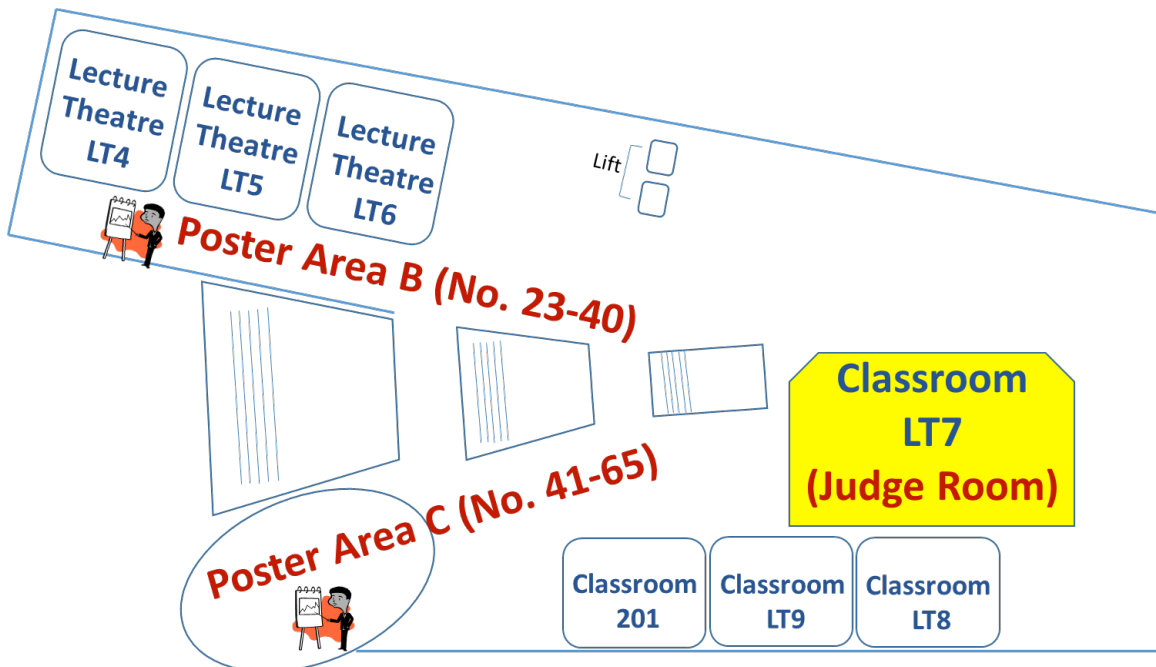 Lecture
Theatre
LT4
Lecture
Theatre
LT5
Lecture
Theatre
LT6
Lift
Poster Area B (No. 23-40)
Classroom
LT7
(Judge Room)
Poster Area C (No. 41-65)
Classroom
201
Classroom
LT9
Classroom
LT8